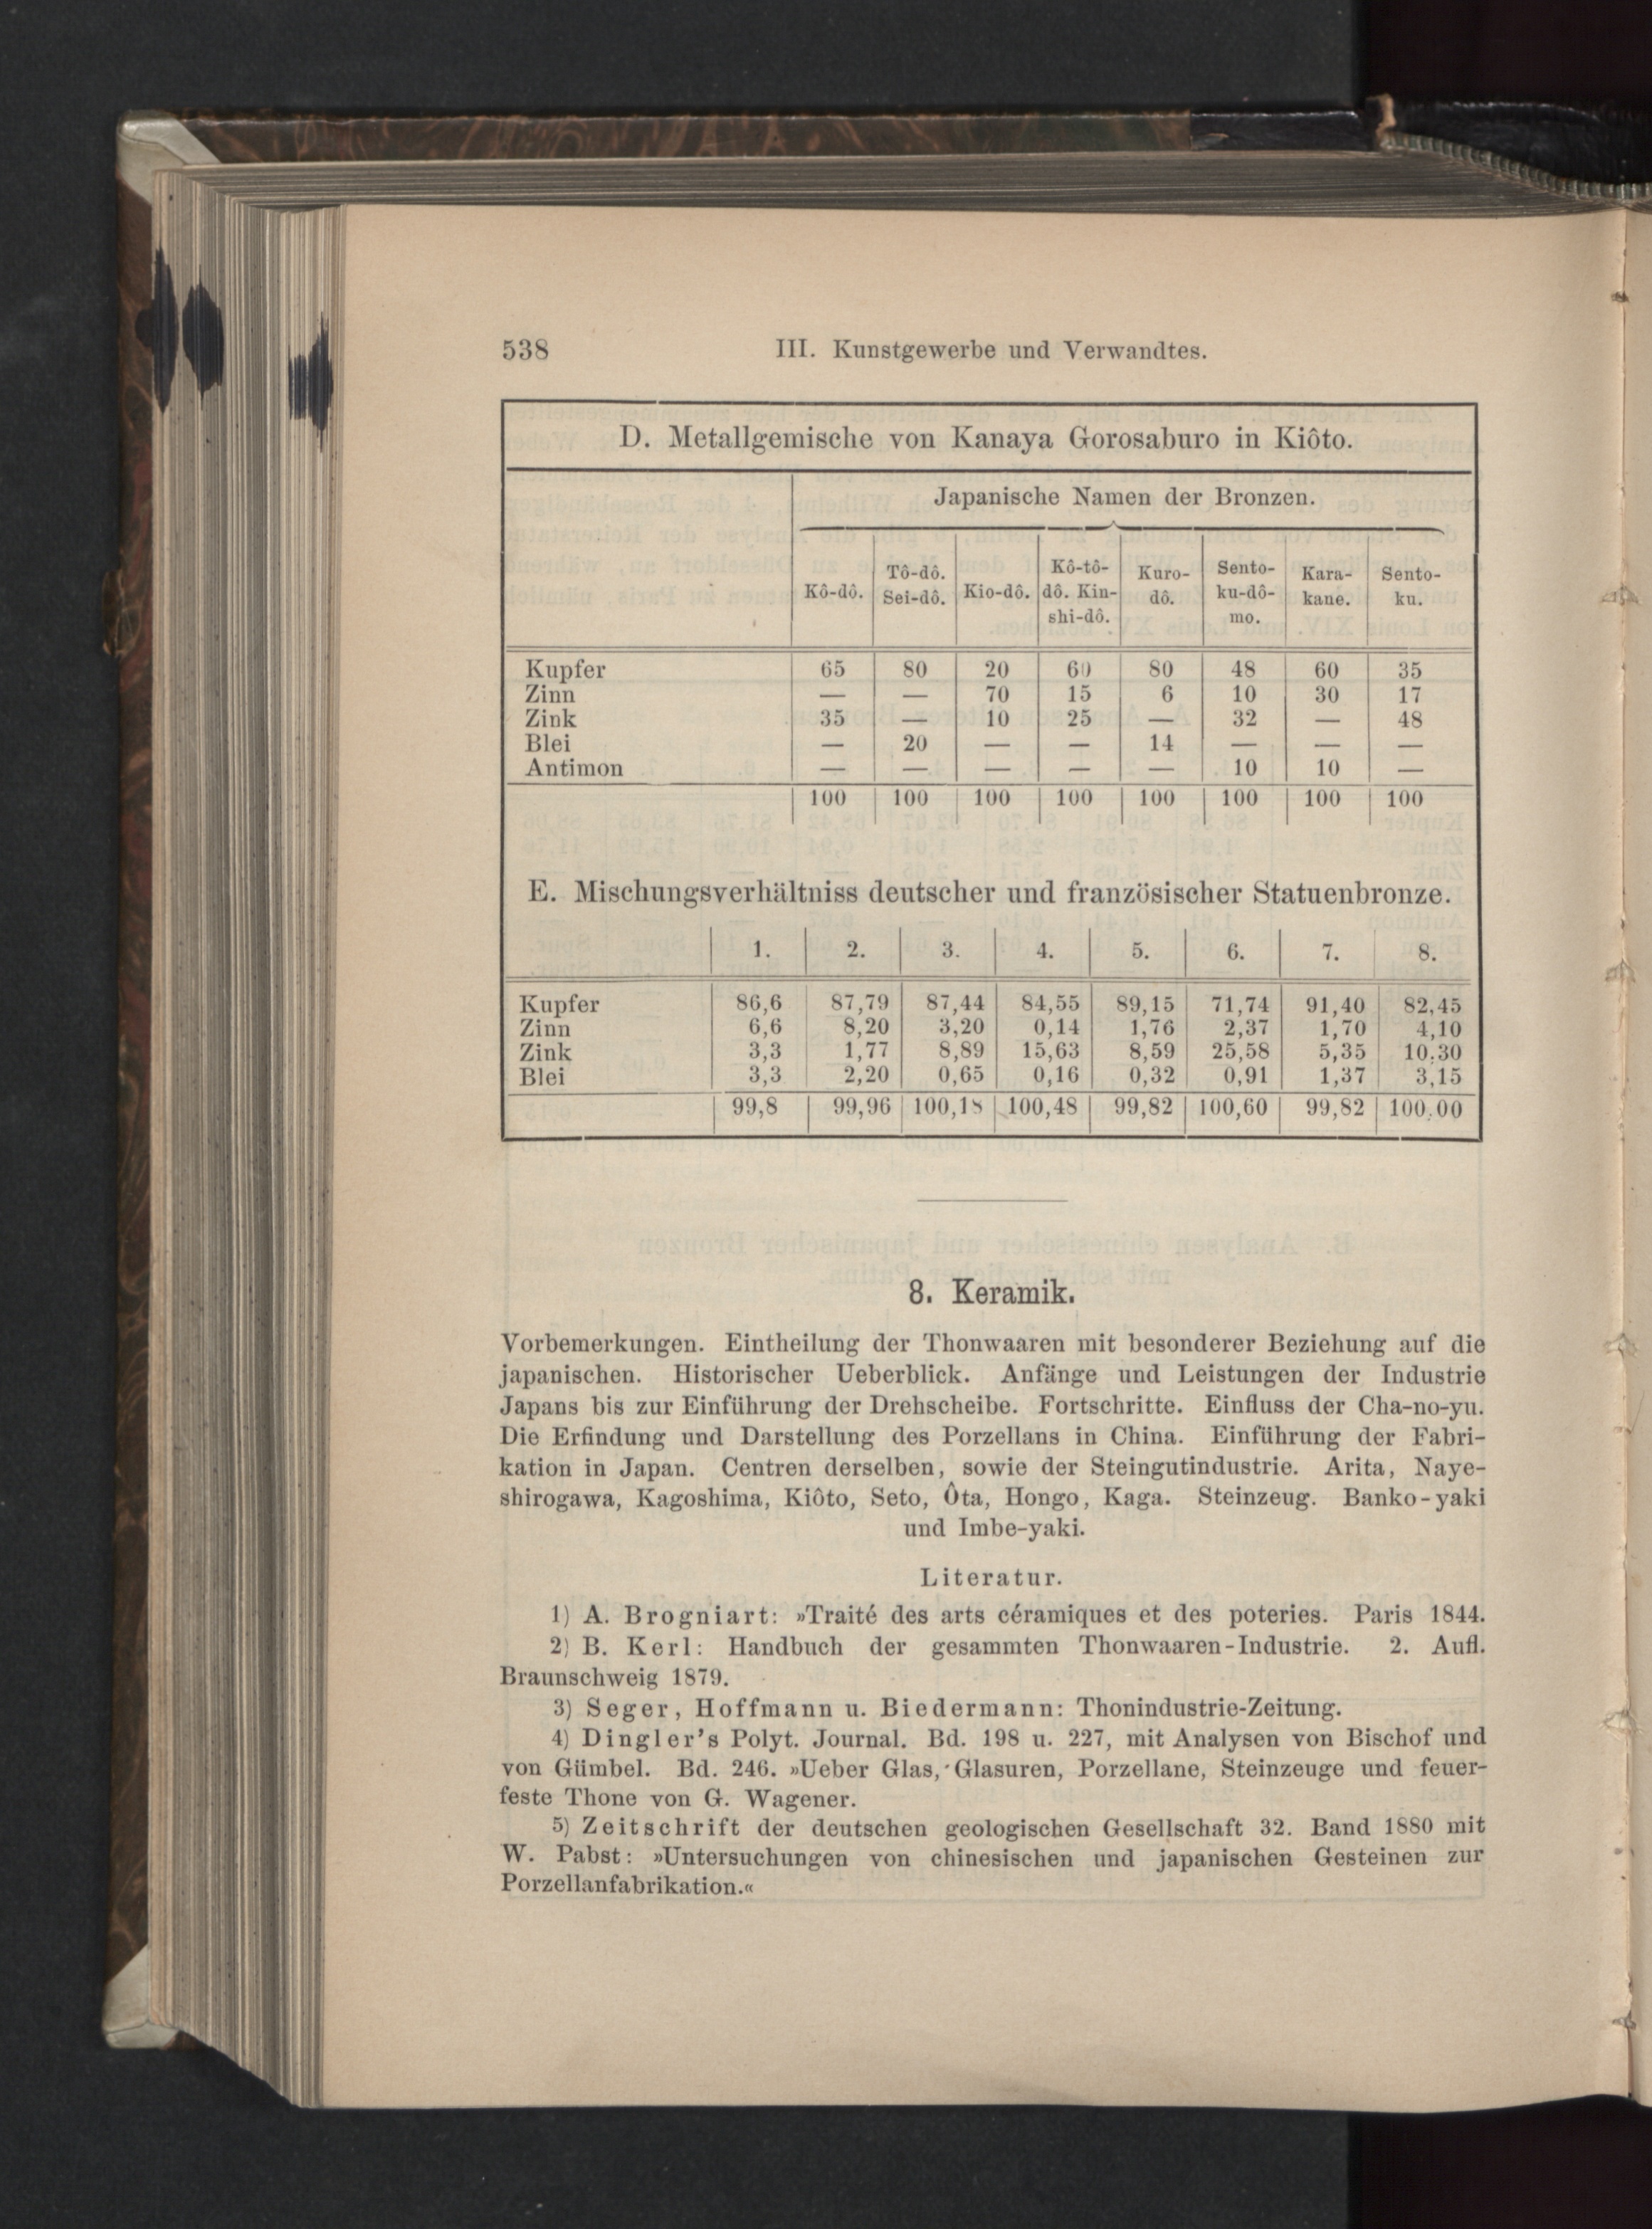 538 III. Kunstgewerbe und Verwandtes.
D. Metallgemische von Kanaya Gorosaburo in Kiôto.
Japanische Namen der Bronzen.
Kô-dô. Tô-dô. Sei-dô. Kio-dô. Kô-tô-dô. Kin-shi-dô. Kuro-dô. Sento-ku-dô-mo. Kara-kane. Sento-ku.
Kupfer 65 80 20 60 80 48 60 35
Zinn — — 70 15 6 10 30 17
Zink 35 — 10 25 — 32 — 48
Blei — 20 — — 14 — — —
Antimon — — — — — 10 10 —
100 100 100 100 100 100 100 100
E. Mischungsverhältniss deutscher und französischer Statuenbronze.
1. 2. 3. 4. 5. 6. 7. 8.
Kupfer 86,6 87,79 87,44 84,55 89,15 71,74 91,40 82,45
Zinn 6,6 8,20 3,20 0,14 1,76 2,37 1,70 4,10
Zink 3,3 1,77 8,89 15,63 8,59 25,58 5,35 10,30
Blei 3,3 2,20 0,65 0,16 0,32 0,91 1,37 3,15
99,8 99,96 100,18 100,48 99,82 100,60 99,82 100,00
8. Keramik.
Vorbemerkungen. Eintheilung der Thonwaaren mit besonderer Beziehung auf die
japanischen. Historischer Ueberblick. Anfänge und Leistungen der Industrie
Japans bis zur Einführung der Drehscheibe. Fortschritte. Einfluss der Cha-no-yu.
Die Erfindung und Darstellung des Porzellans in China. Einführung der Fabri-
kation in Japan. Centren derselben, sowie der Steingutindustrie. Arita, Naye-
shirogawa, Kagoshima, Kiôto, Seto, Ôta, Hongo, Kaga. Steinzeug. Banko-yaki
und Imbe-yaki.
Literatur.
1) A. Brogniart: »Traité des arts céramiques et des poteries. Paris 1844.
2) B. Kerl: Handbuch der gesammten Thonwaaren-Industrie. 2. Aufl.
Braunschweig 1879.
3) Seger, Hoffmann u. Biedermann: Thonindustrie-Zeitung.
4) Dingler's Polyt. Journal. Bd. 198 u. 227, mit Analysen von Bischof und
von Gümbel. Bd. 246. »Ueber Glas, Glasuren, Porzellane, Steinzeuge und feuer-
feste Thone von G. Wagener.
5) Zeitschrift der deutschen geologischen Gesellschaft 32. Band 1880 mit
W. Pabst: »Untersuchungen von chinesischen und japanischen Gesteinen zur
Porzellanfabrikation.«